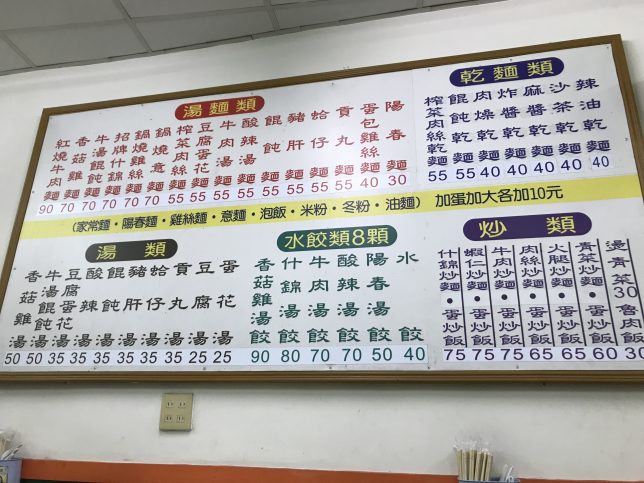 湯麵類
紅燒牛肉麵 90
香菇雞麵 70
牛湯餛飩麵 70
招牌什錦麵 70
鍋燒雞絲麵 70
鍋燒意麵 70
榨菜肉絲麵 55
豆腐蛋花麵 55
牛肉湯麵 55
酸辣湯麵 55
餛飩麵 55
豬肝麵 55
蛤仔麵 55
貢丸麵 55
蛋包雞絲麵 40
陽春麵 30
乾麵類
榨菜肉絲乾麵 55
餛飩乾麵 55
肉燥乾麵 40
炸醬乾麵 40
麻醬乾麵 40
沙茶乾麵 40
辣油乾麵 40
(家常麵·陽春麵·雞絲麵·意麵·泡飯·米粉·冬粉·油麵) 加蛋加大各加10元
湯類
香菇雞湯 50
牛湯餛飩湯 50
豆腐蛋花湯 35
酸辣湯 35
餛飩湯 35
豬肝湯 35
蛤仔湯 35
貢丸湯 35
豆腐湯 25
蛋花湯 25
水餃類8顆
香菇雞湯餃 90
什錦湯餃 80
牛肉湯餃 70
酸辣湯餃 70
陽春湯餃 50
水餃 40
炒類
什錦炒麵•蛋炒飯 75
蝦仁炒麵•蛋炒飯 75
牛肉炒麵•蛋炒飯 75
肉絲炒麵•蛋炒飯 65
火腿炒麵•蛋炒飯 65
青菜炒麵•蛋炒飯 60
燙青菜 30
魯肉飯 30